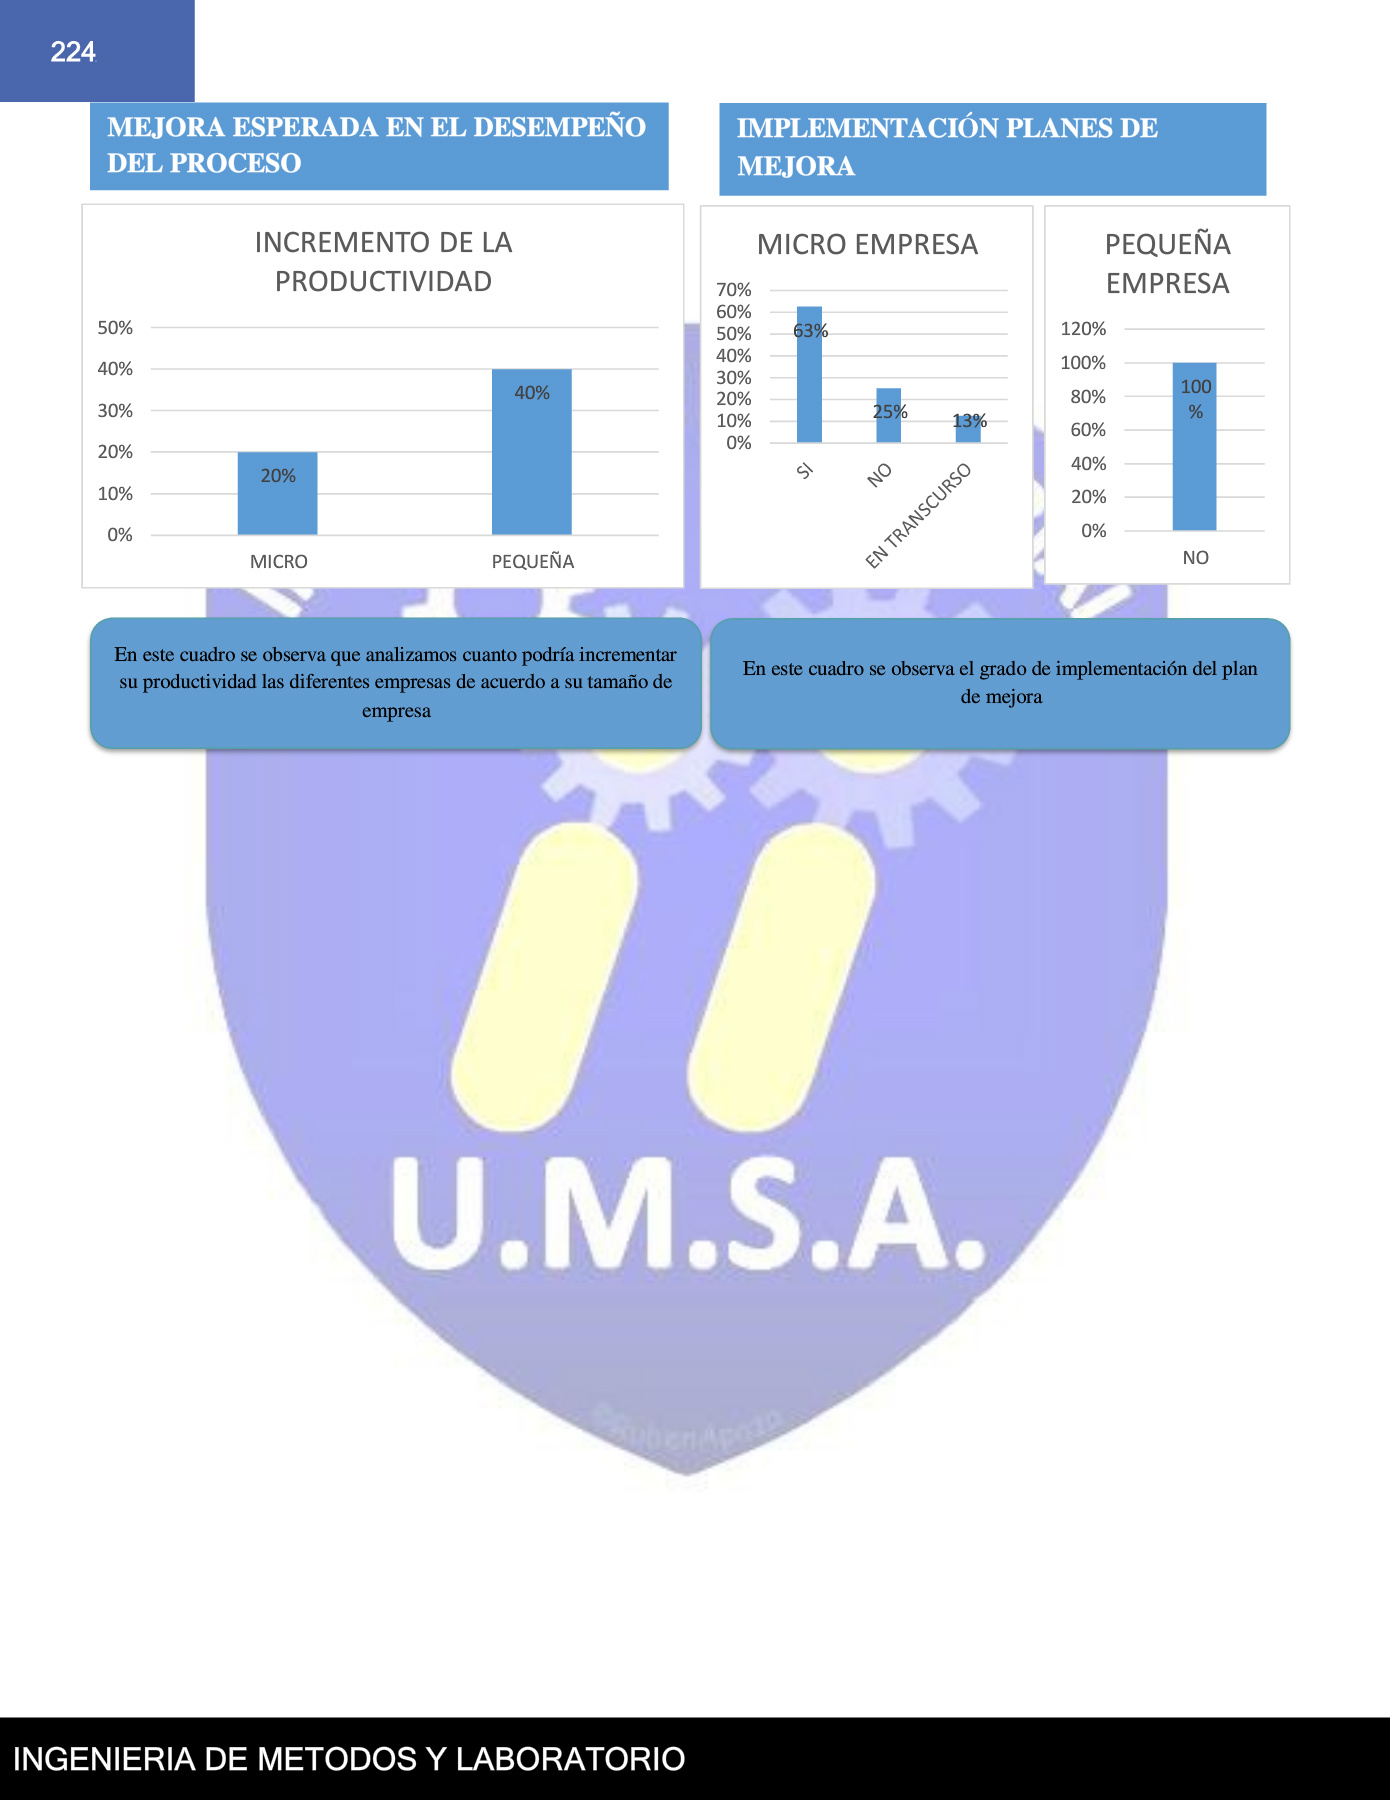 224
MEJORA ESPERADA EN EL DESEMPEÑO
DEL PROCESO
IMPLEMENTACIÓN PLANES DE
MEJORA
INCREMENTO DE LA
PRODUCTIVIDAD
50%
40%
30%
20%
10%
0%
20%
40%
MICRO
PEQUEÑA
MICRO EMPRESA
70%
60%
50%
40%
30%
20%
10%
0%
63%
25%
13%
SI
NO
EN TRANSCURSO
PEQUEÑA
EMPRESA
120%
100%
80%
60%
40%
20%
0%
100
%
NO
En este cuadro se observa que analizamos cuanto podría incrementar
su productividad las diferentes empresas de acuerdo a su tamaño de
empresa
En este cuadro se observa el grado de implementación del plan
de mejora
U.M.S.A.
©RubenApaza
INGENIERIA DE METODOS Y LABORATORIO